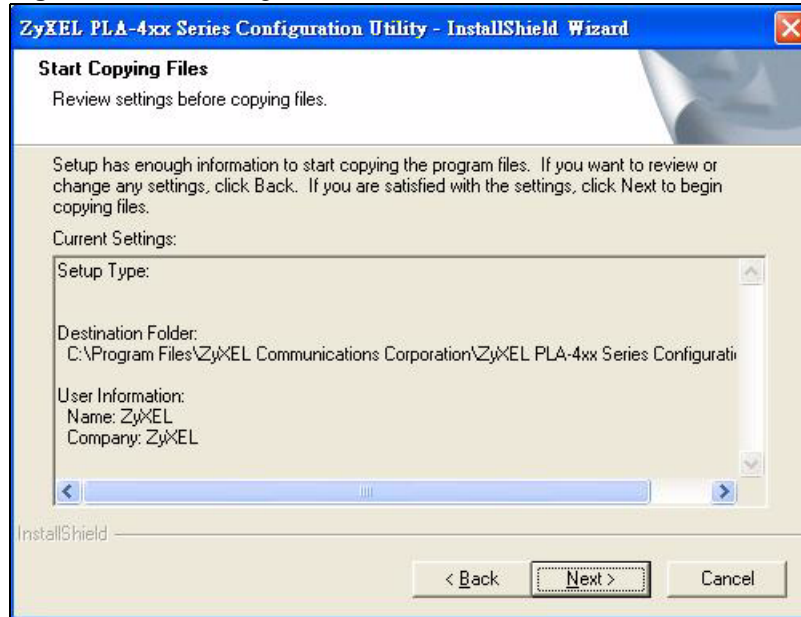 ZyXEL PLA-4xx Series Configuration Utility - InstallShield Wizard
Start Copying Files
Review settings before copying files.
Setup has enough information to start copying the program files. If you want to review or
change any settings, click Back. If you are satisfied with the settings, click Next to begin
copying files.
Current Settings:
Setup Type:
Destination Folder:
C:\Program Files\ZyXEL Communications Corporation\ZyXEL PLA-4xx Series Configurati
User Information:
Name: ZyXEL
Company: ZyXEL
InstallShield
< Back Next > Cancel